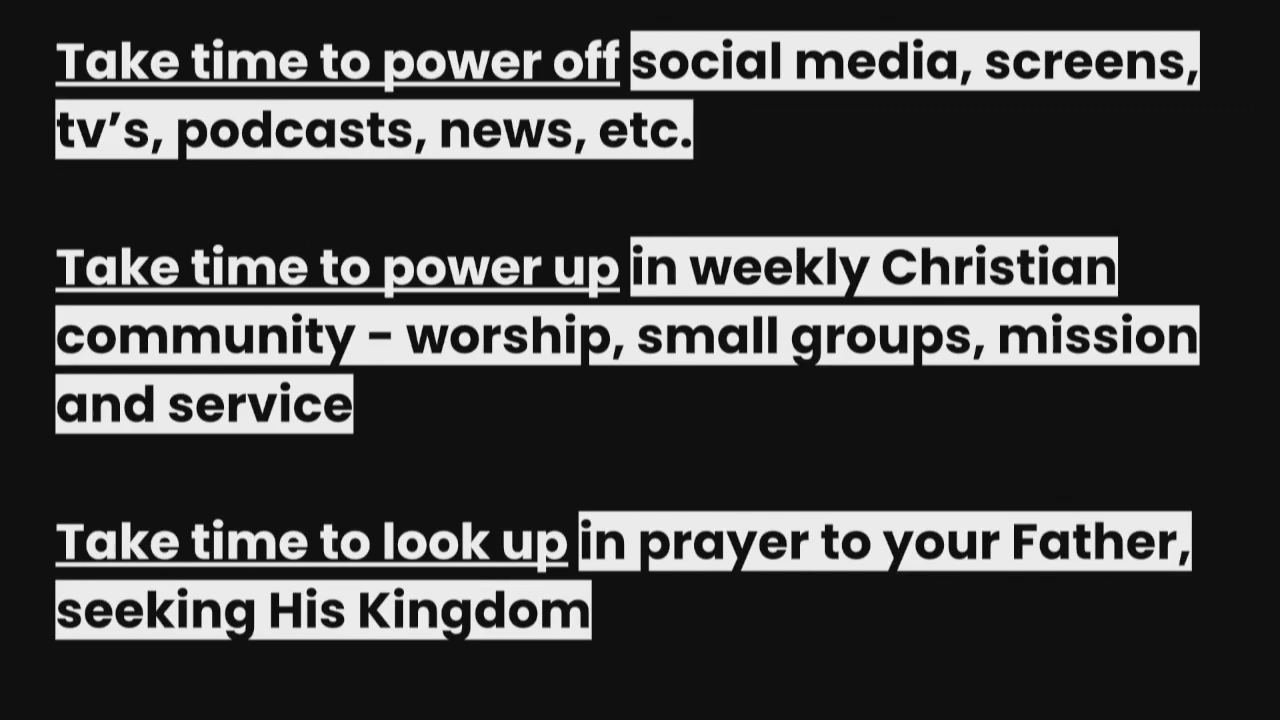 Take time to power off social media, screens,
tv’s, podcasts, news, etc.
Take time to power up in weekly Christian
community - worship, small groups, mission
and service
Take time to look up in prayer to your Father,
seeking His Kingdom